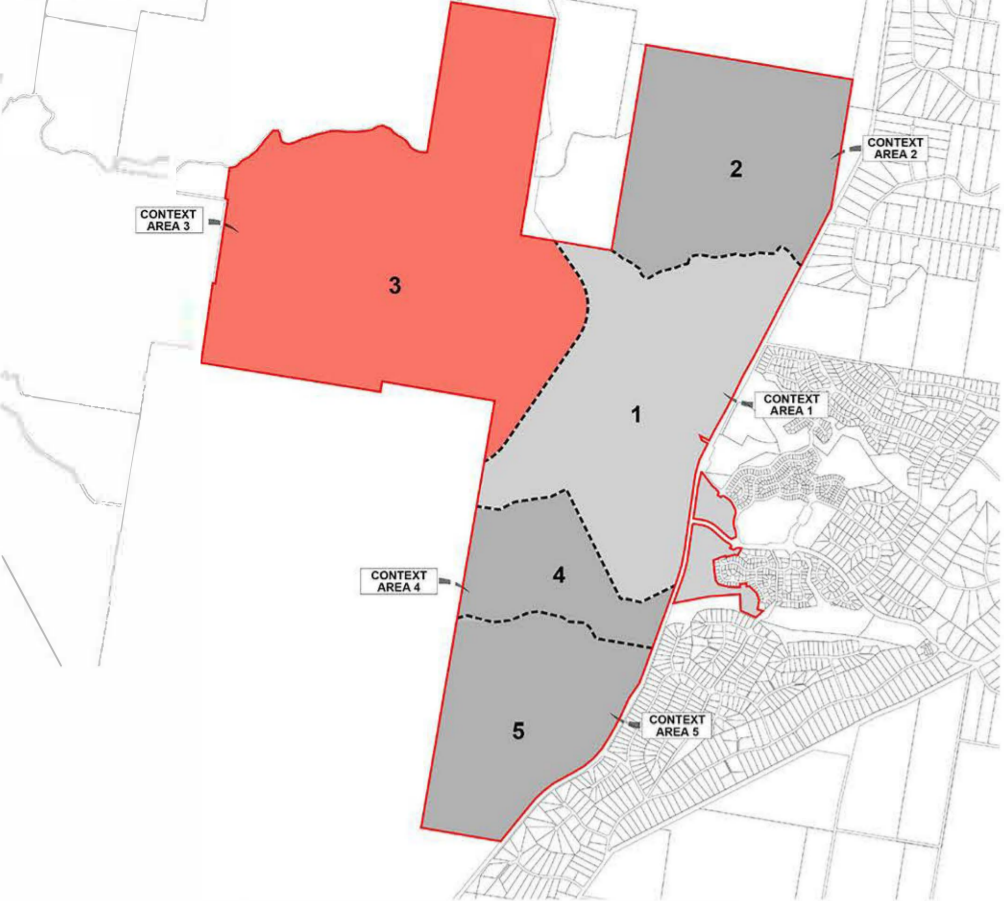 2
CONTEXT
AREA 2
CONTEXT
AREA 3
3
CONTEXT
AREA 1
1
4
CONTEXT
AREA 4
5
CONTEXT
AREA 5